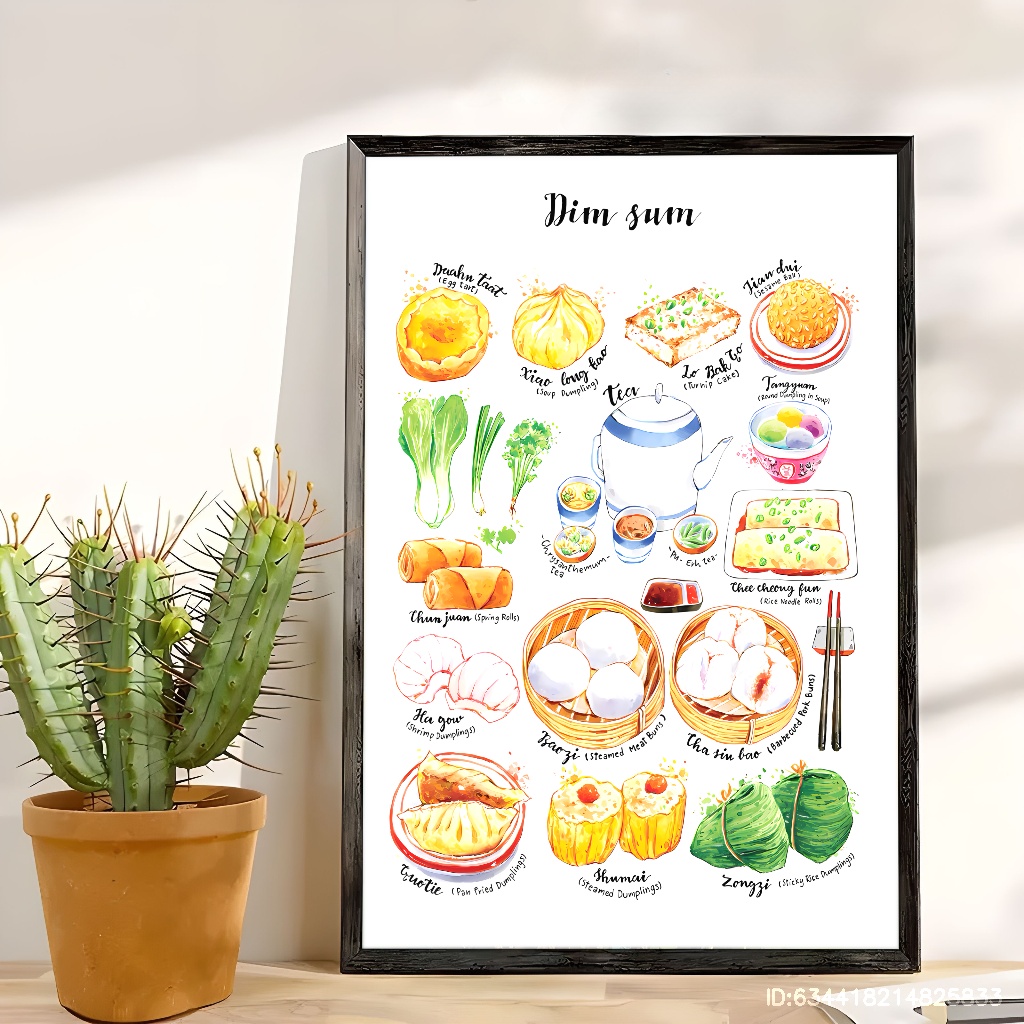 Dim sum
Daahn taat
(Egg Tart)
Xiao long bao
(Soup Dumpling)
Lo Bak Go
(Turnip Cake)
Jian dui
(Sesame Ball)
Tea
Tangyuan
(Round Dumpling in Soup)
-Chrysanthemum-
Tea
-Pu-Erh tea-
Chun juan (Spring Rolls)
Chee cheong fun
(Rice Noodle Rolls)
Ha gow
(Shrimp Dumplings)
Baozi (Steamed Meat Buns)
Cha siu bao (Barbecued Pork Buns)
Guotie (Pan Fried Dumplings)
Shumai
(Steamed Dumplings)
Zongzi (Sticky Rice Dumplings)
ID:634418214825933